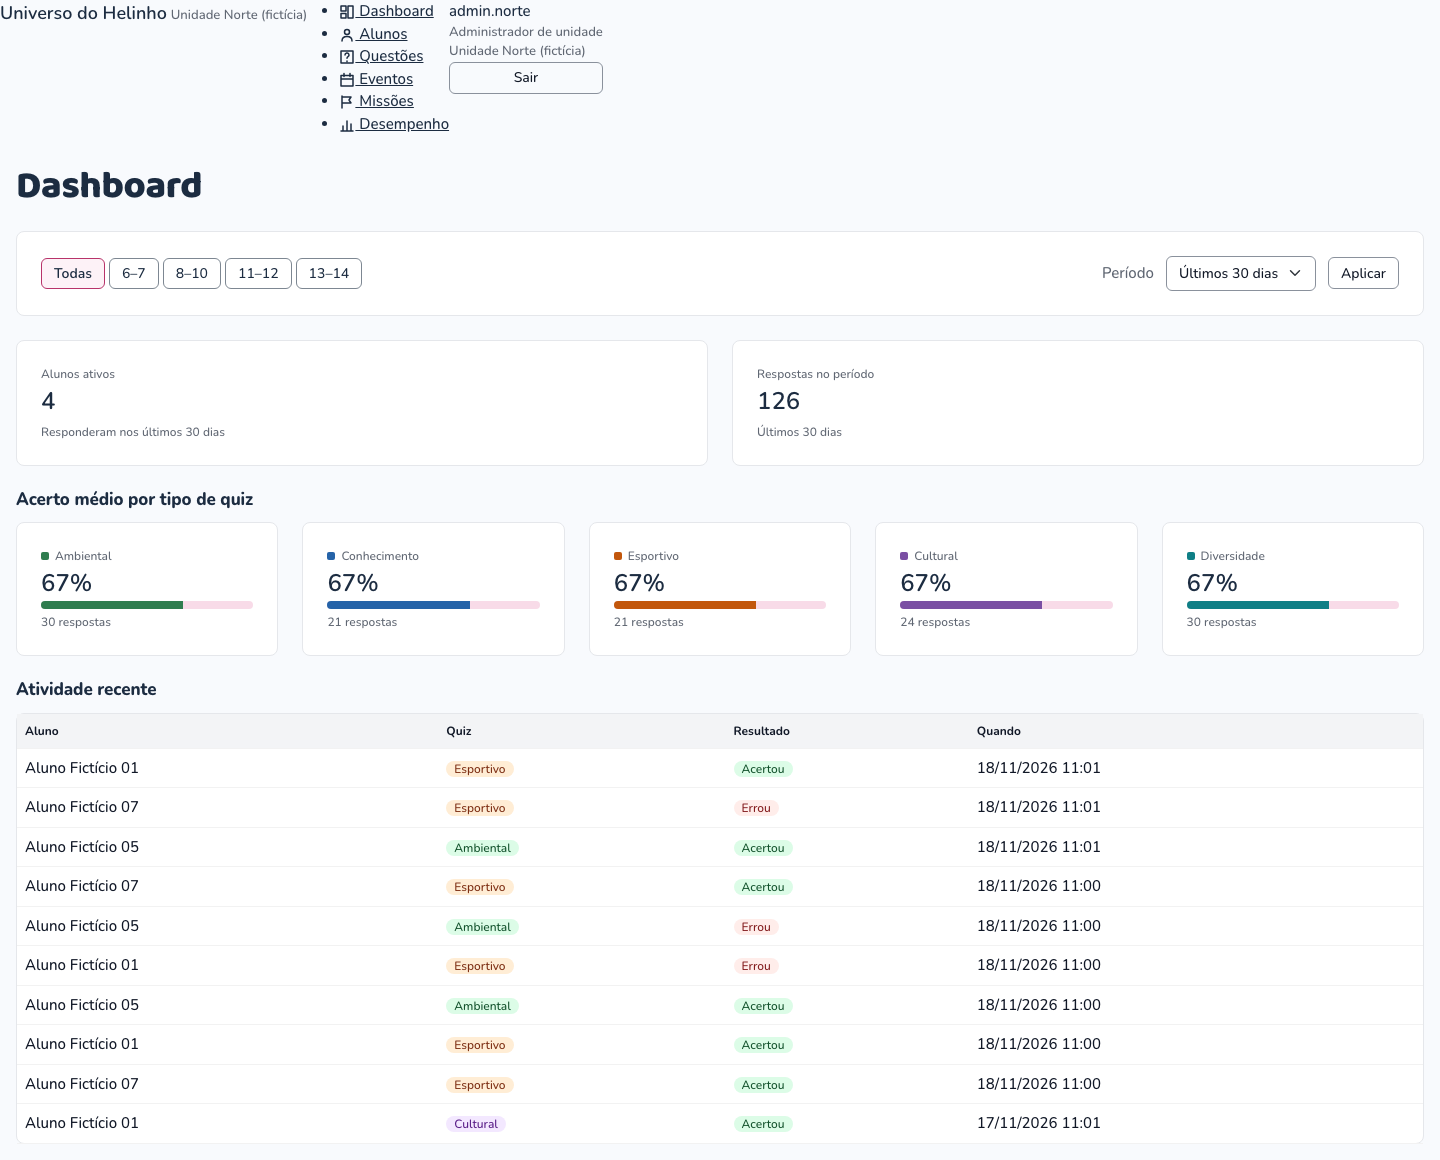 Universo do Helinho Unidade Norte (fictícia)
Dashboard
Alunos
Questões
Eventos
Missões
Desempenho
admin.norte
Administrador de unidade
Unidade Norte (fictícia)
Sair
Dashboard
Todas 6–7 8–10 11–12 13–14 Período Últimos 30 dias Aplicar
Alunos ativos
4
Responderam nos últimos 30 dias
Respostas no período
126
Últimos 30 dias
Acerto médio por tipo de quiz
Ambiental
67%
30 respostas
Conhecimento
67%
21 respostas
Esportivo
67%
21 respostas
Cultural
67%
24 respostas
Diversidade
67%
30 respostas
Atividade recente
Aluno Quiz Resultado Quando
Aluno Fictício 01 Esportivo Acertou 18/11/2026 11:01
Aluno Fictício 07 Esportivo Errou 18/11/2026 11:01
Aluno Fictício 05 Ambiental Acertou 18/11/2026 11:01
Aluno Fictício 07 Esportivo Acertou 18/11/2026 11:00
Aluno Fictício 05 Ambiental Errou 18/11/2026 11:00
Aluno Fictício 01 Esportivo Errou 18/11/2026 11:00
Aluno Fictício 05 Ambiental Acertou 18/11/2026 11:00
Aluno Fictício 01 Esportivo Acertou 18/11/2026 11:00
Aluno Fictício 07 Esportivo Acertou 18/11/2026 11:00
Aluno Fictício 01 Cultural Acertou 17/11/2026 11:01